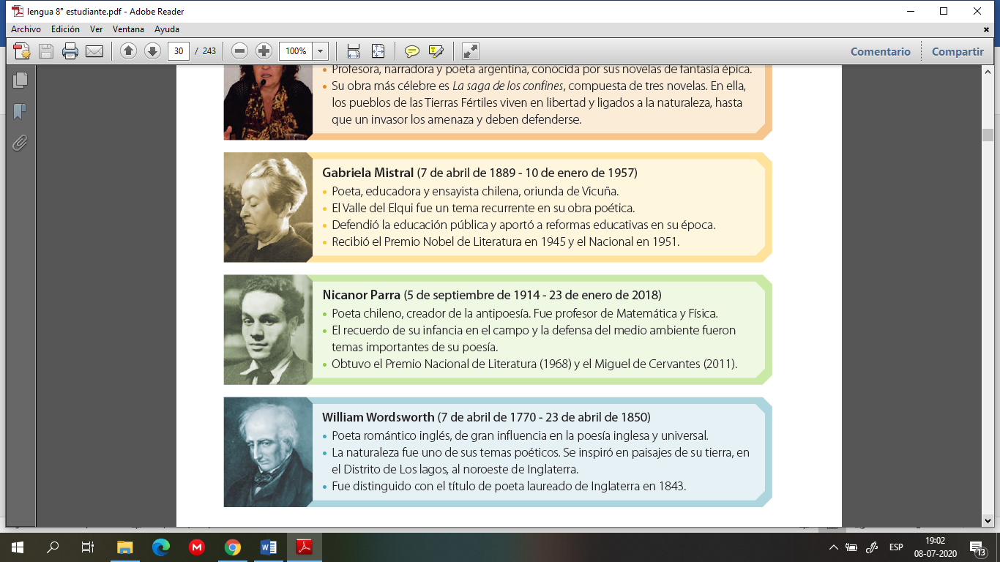 lengua 8° estudiante.pdf - Adobe Reader
Archivo Edición Ver Ventana Ayuda
30 / 243 100% Comentario Compartir
Profesora, narradora y poeta argentina, conocida por sus novelas de fantasía épica.
• Su obra más célebre es La saga de los confines, compuesta de tres novelas. En ella,
los pueblos de las Tierras Fértiles viven en libertad y ligados a la naturaleza, hasta
que un invasor los amenaza y deben defenderse.
Gabriela Mistral (7 de abril de 1889 - 10 de enero de 1957)
• Poeta, educadora y ensayista chilena, oriunda de Vicuña.
• El Valle del Elqui fue un tema recurrente en su obra poética.
• Defendió la educación pública y aportó a reformas educativas en su época.
• Recibió el Premio Nobel de Literatura en 1945 y el Nacional en 1951.
Nicanor Parra (5 de septiembre de 1914 - 23 de enero de 2018)
• Poeta chileno, creador de la antipoesía. Fue profesor de Matemática y Física.
• El recuerdo de su infancia en el campo y la defensa del medio ambiente fueron
temas importantes de su poesía.
• Obtuvo el Premio Nacional de Literatura (1968) y el Miguel de Cervantes (2011).
William Wordsworth (7 de abril de 1770 - 23 de abril de 1850)
• Poeta romántico inglés, de gran influencia en la poesía inglesa y universal.
• La naturaleza fue uno de sus temas poéticos. Se inspiró en paisajes de su tierra, en
el Distrito de Los lagos, al noroeste de Inglaterra.
• Fue distinguido con el título de poeta laureado de Inglaterra en 1843.
ESP
19:02
08-07-2020
13